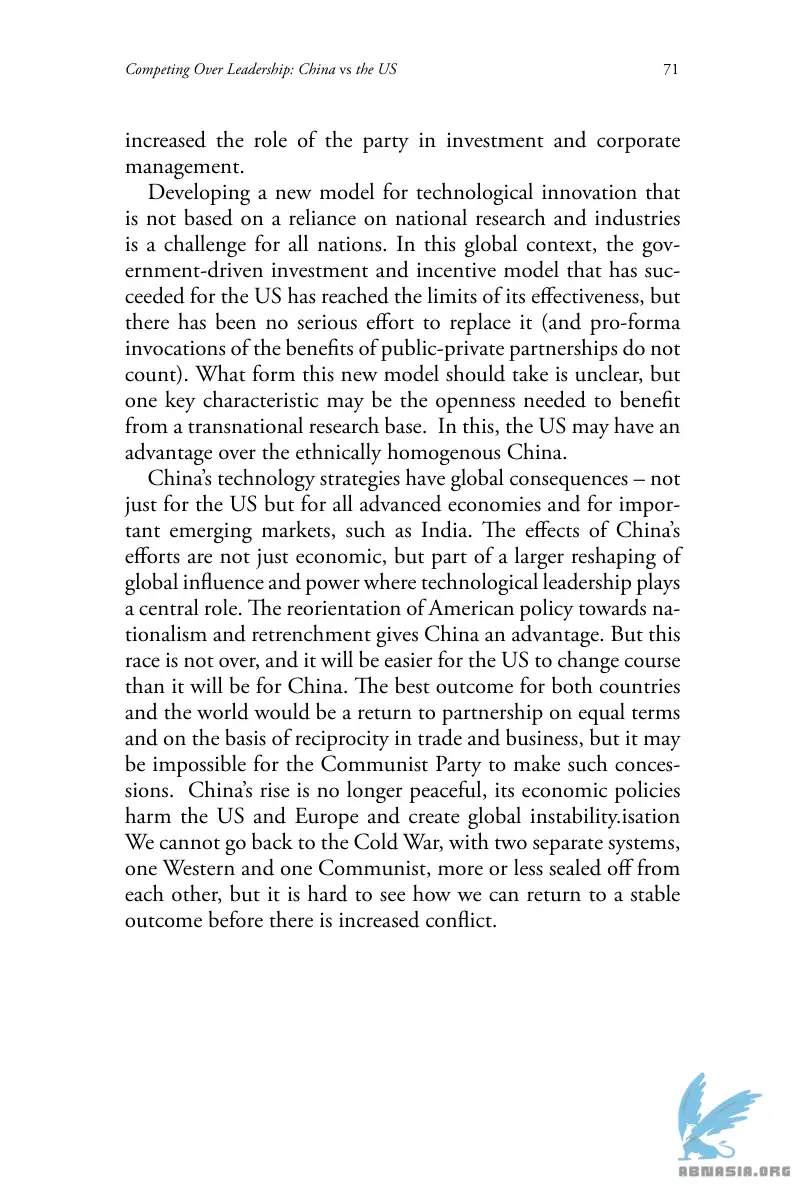 Competing Over Leadership: China vs the US 71
increased the role of the party in investment and corporate
management.
Developing a new model for technological innovation that
is not based on a reliance on national research and industries
is a challenge for all nations. In this global context, the gov-
ernment-driven investment and incentive model that has suc-
ceeded for the US has reached the limits of its effectiveness, but
there has been no serious effort to replace it (and pro-forma
invocations of the benefits of public-private partnerships do not
count). What form this new model should take is unclear, but
one key characteristic may be the openness needed to benefit
from a transnational research base.  In this, the US may have an
advantage over the ethnically homogenous China.
China’s technology strategies have global consequences – not
just for the US but for all advanced economies and for impor-
tant emerging markets, such as India. The effects of China’s
efforts are not just economic, but part of a larger reshaping of
global influence and power where technological leadership plays
a central role. The reorientation of American policy towards na-
tionalism and retrenchment gives China an advantage. But this
race is not over, and it will be easier for the US to change course
than it will be for China. The best outcome for both countries
and the world would be a return to partnership on equal terms
and on the basis of reciprocity in trade and business, but it may
be impossible for the Communist Party to make such conces-
sions.  China’s rise is no longer peaceful, its economic policies
harm the US and Europe and create global instability.isation
We cannot go back to the Cold War, with two separate systems,
one Western and one Communist, more or less sealed off from
each other, but it is hard to see how we can return to a stable
outcome before there is increased conflict.
ABNASIA.ORG